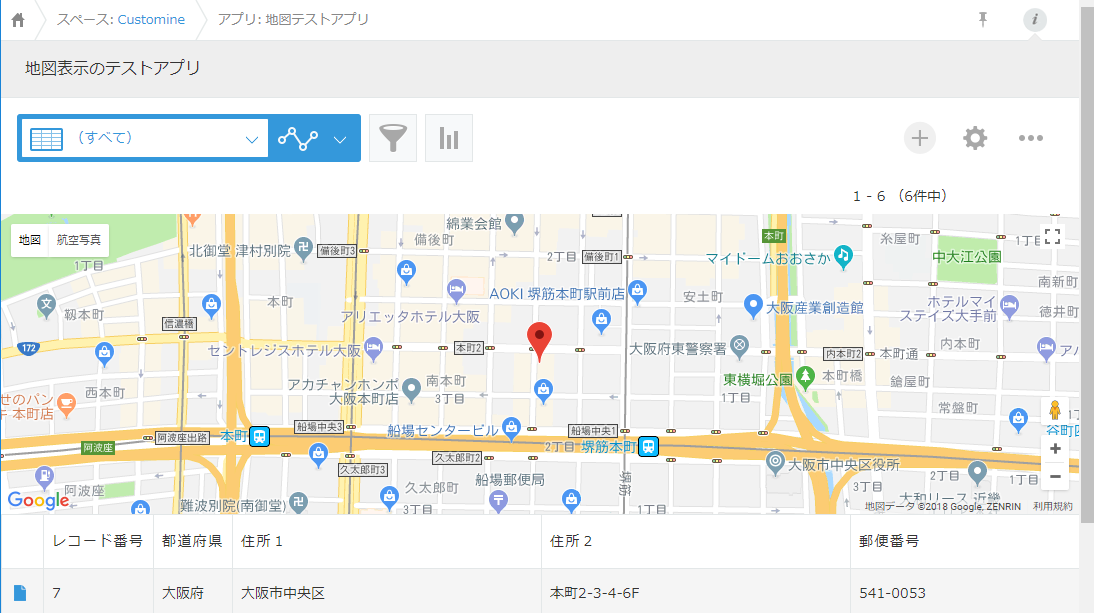 スペース: Customine
アプリ: 地図テストアプリ
地図表示のテストアプリ
（すべて）
1 - 6 （6件中）
地図 航空写真
1丁目
北御堂 津村別院
備後町3
備後町
綿業会館
2丁目
備後町1
本町
糸屋町
1丁目
マイドームおおさか
中大江公園
南新町
靱本町
信濃橋
本町
AOKI 堺筋本町駅前店
安土町
大阪産業創造館
ホテルマイ
ステイズ大手前
徳井町
アリエッタホテル大阪
172
セントレジスホテル大阪
本町2
大阪府東警察署
内本町2
本町通
内本町
西本町
せのパン
本町店
アカチャンホンポ
大阪本町店
南本町
3丁目
東横堀公園
1丁目
本町橋
鎗屋町
常盤町
阿波座
阿波座出路
本町
船場中央3
船場センタービル
2丁目
船場中央1
堺筋本町
阿波座
久太郎町3
久太郎町2
船場郵便局
堺筋
大阪市中央区役所
2丁目
1丁目
3丁目
難波別院(南御堂)
久太郎町
3丁目
1丁目
大和リース 近畿
Google
地図データ ©2018 Google, ZENRIN 利用規約
レコード番号 都道府県 住所１ 住所２ 郵便番号
7 大阪府 大阪市中央区 本町2-3-4-6F 541-0053